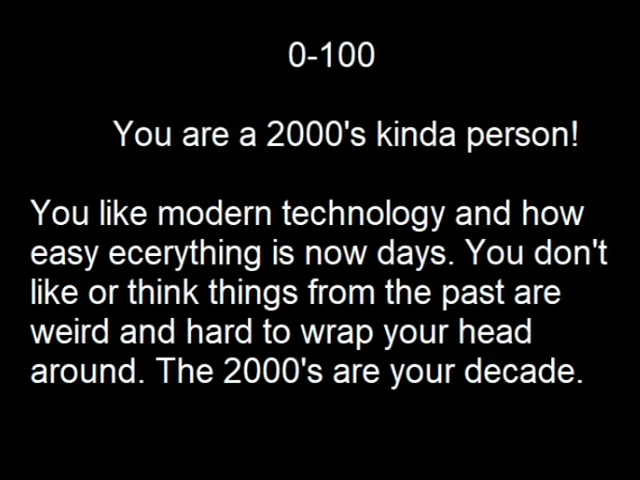 0-100
You are a 2000's kinda person!
You like modern technology and how
easy ecerything is now days. You don't
like or think things from the past are
weird and hard to wrap your head
around. The 2000's are your decade.